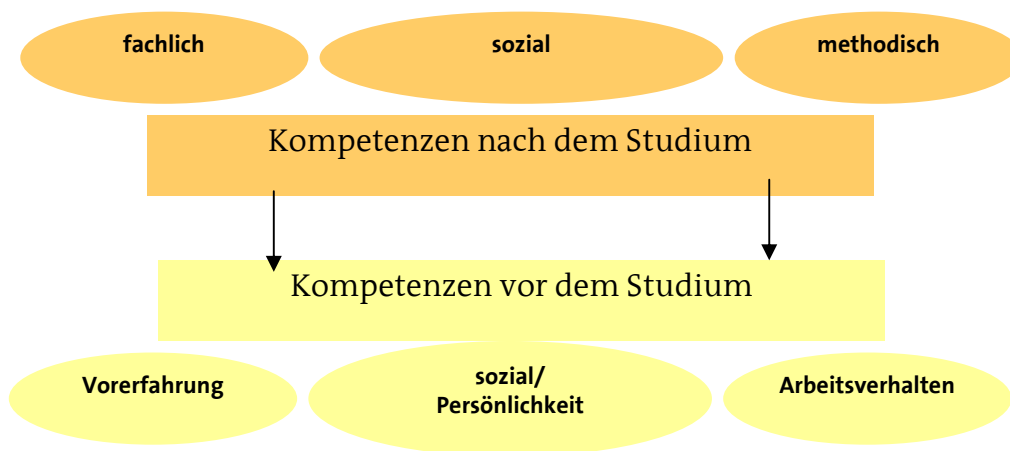 fachlich
sozial
methodisch
Kompetenzen nach dem Studium
Kompetenzen vor dem Studium
Vorerfahrung
sozial/
Persönlichkeit
Arbeitsverhalten